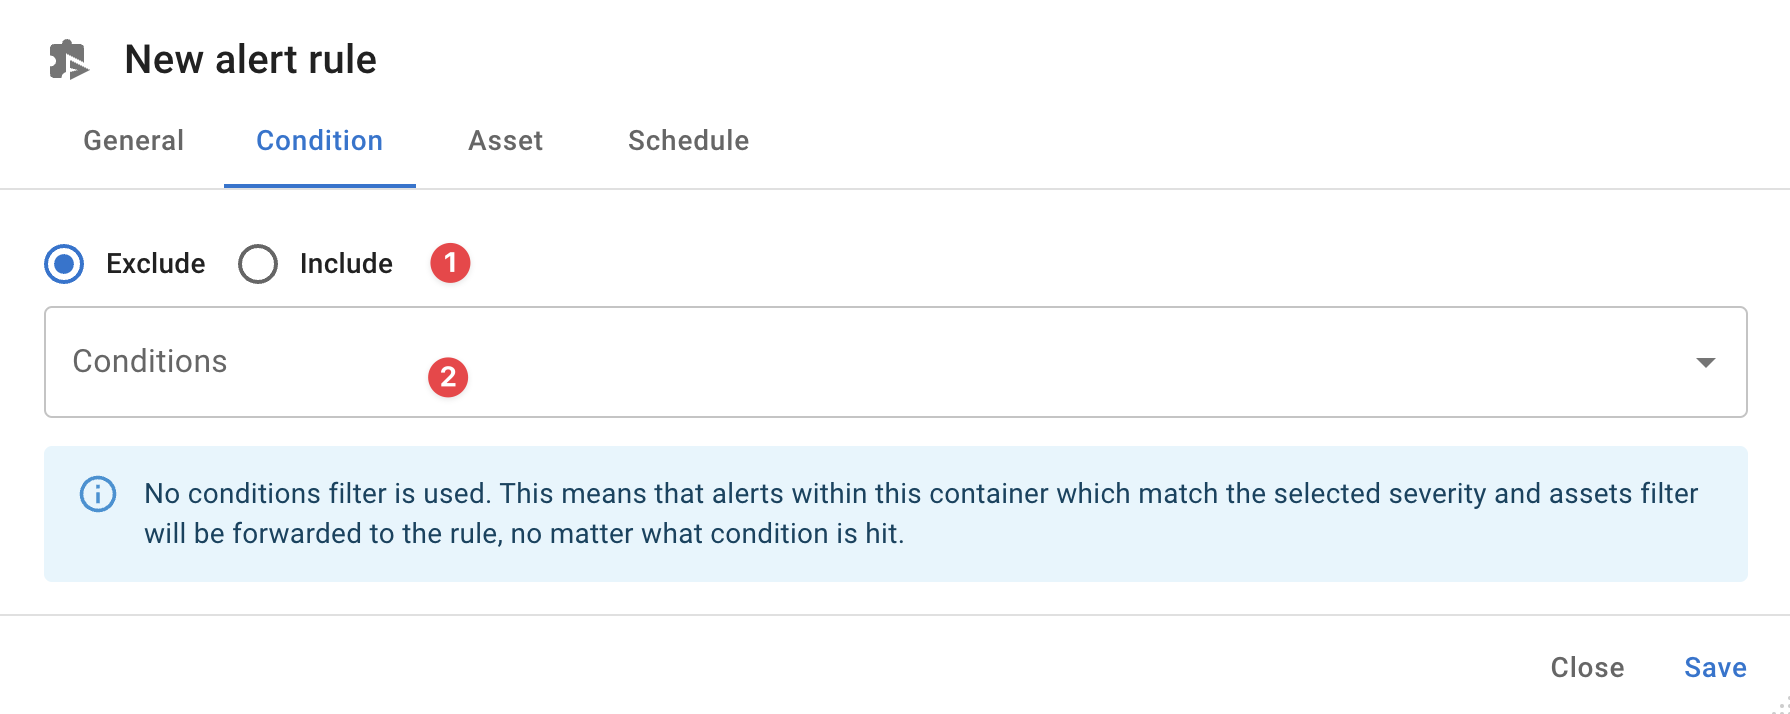 New alert rule
General Condition Asset Schedule
Exclude Include 1
Conditions 2
No conditions filter is used. This means that alerts within this container which match the selected severity and assets filter
will be forwarded to the rule, no matter what condition is hit.
Close Save